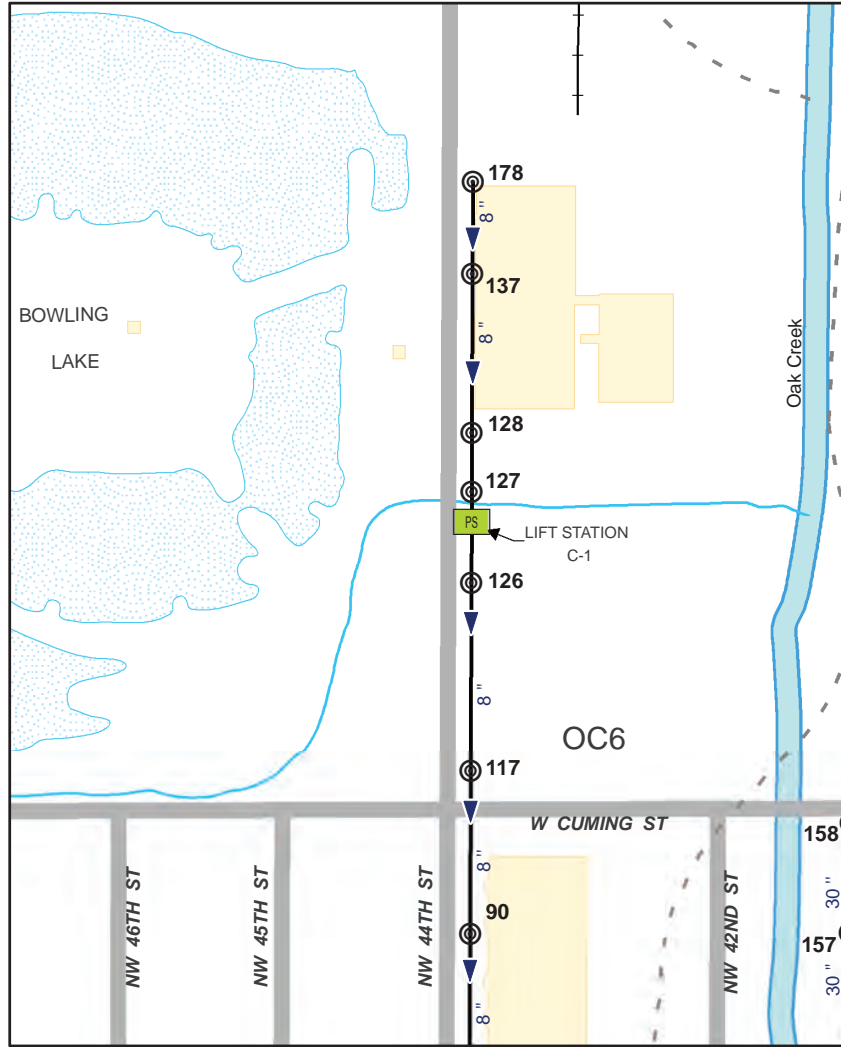 178
8 "
137
BOWLING
LAKE
8 "
Oak Creek
128
127
PS
LIFT STATION
C-1
126
8 "
OC6
117
W CUMING ST
158
8 "
NW 46TH ST
NW 45TH ST
NW 44TH ST
90
NW 42ND ST
30 "
157
30 "
8 "